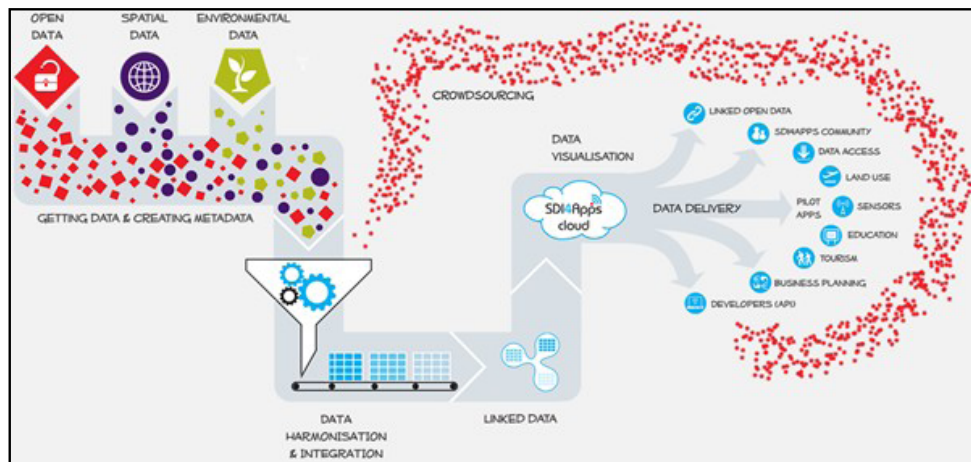 OPEN
DATA
SPATIAL
DATA
ENVIRONMENTAL
DATA
CROWDSOURCING
GETTING DATA & CREATING METADATA
DATA
VISUALISATION
SDI4Apps
cloud
DATA DELIVERY
LINKED OPEN DATA
SDI4APPS COMMUNITY
DATA ACCESS
LAND USE
PILOT
APPS
SENSORS
EDUCATION
TOURISM
BUSINESS PLANNING
DEVELOPERS (API)
DATA
HARMONISATION
& INTEGRATION
LINKED DATA